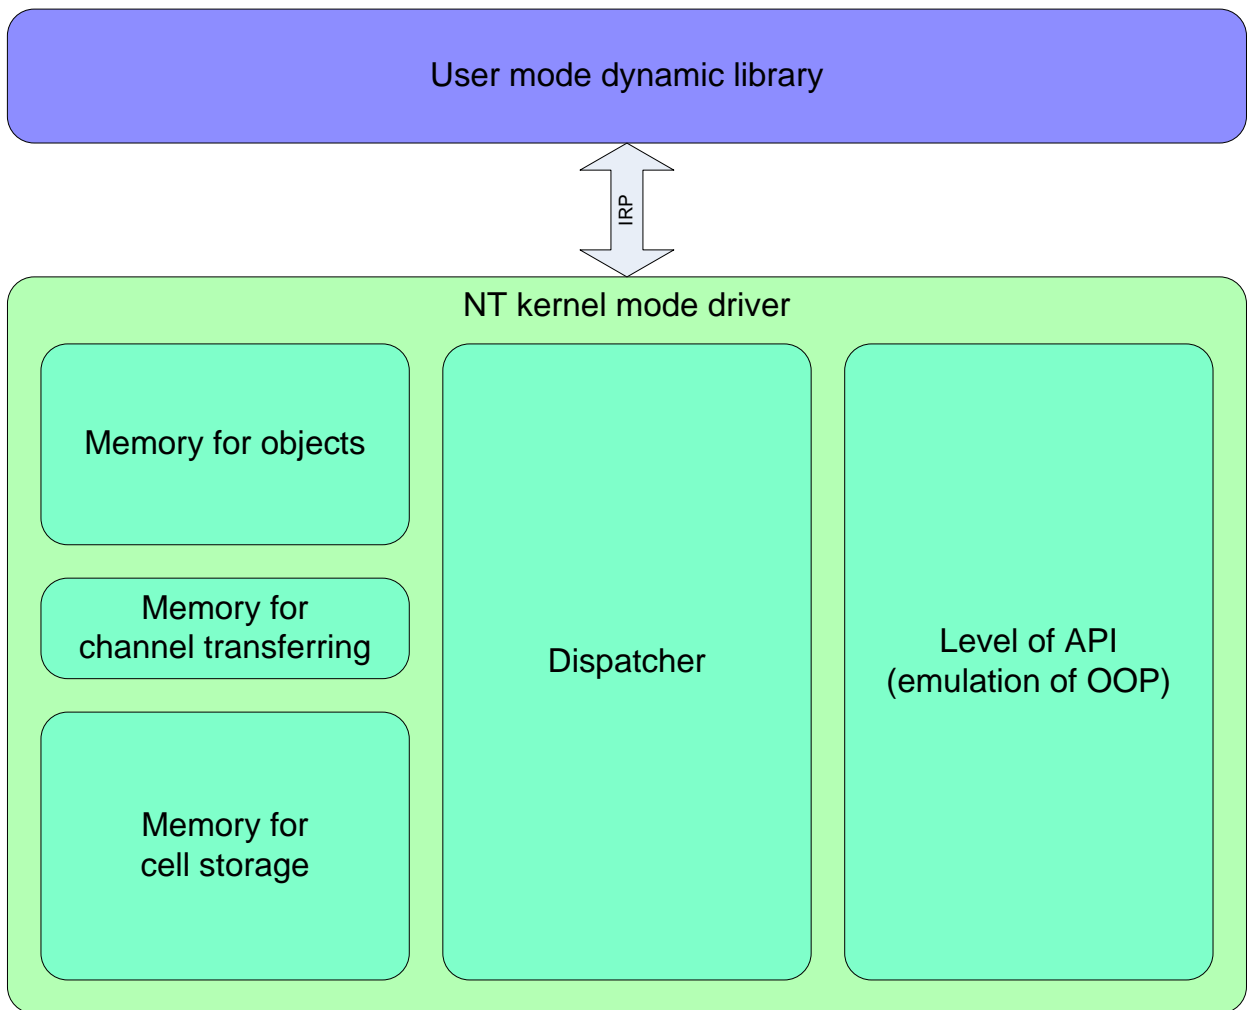 User mode dynamic library
IRP
NT kernel mode driver
Memory for objects
Memory for
channel transferring
Memory for
cell storage
Dispatcher
Level of API
(emulation of OOP)